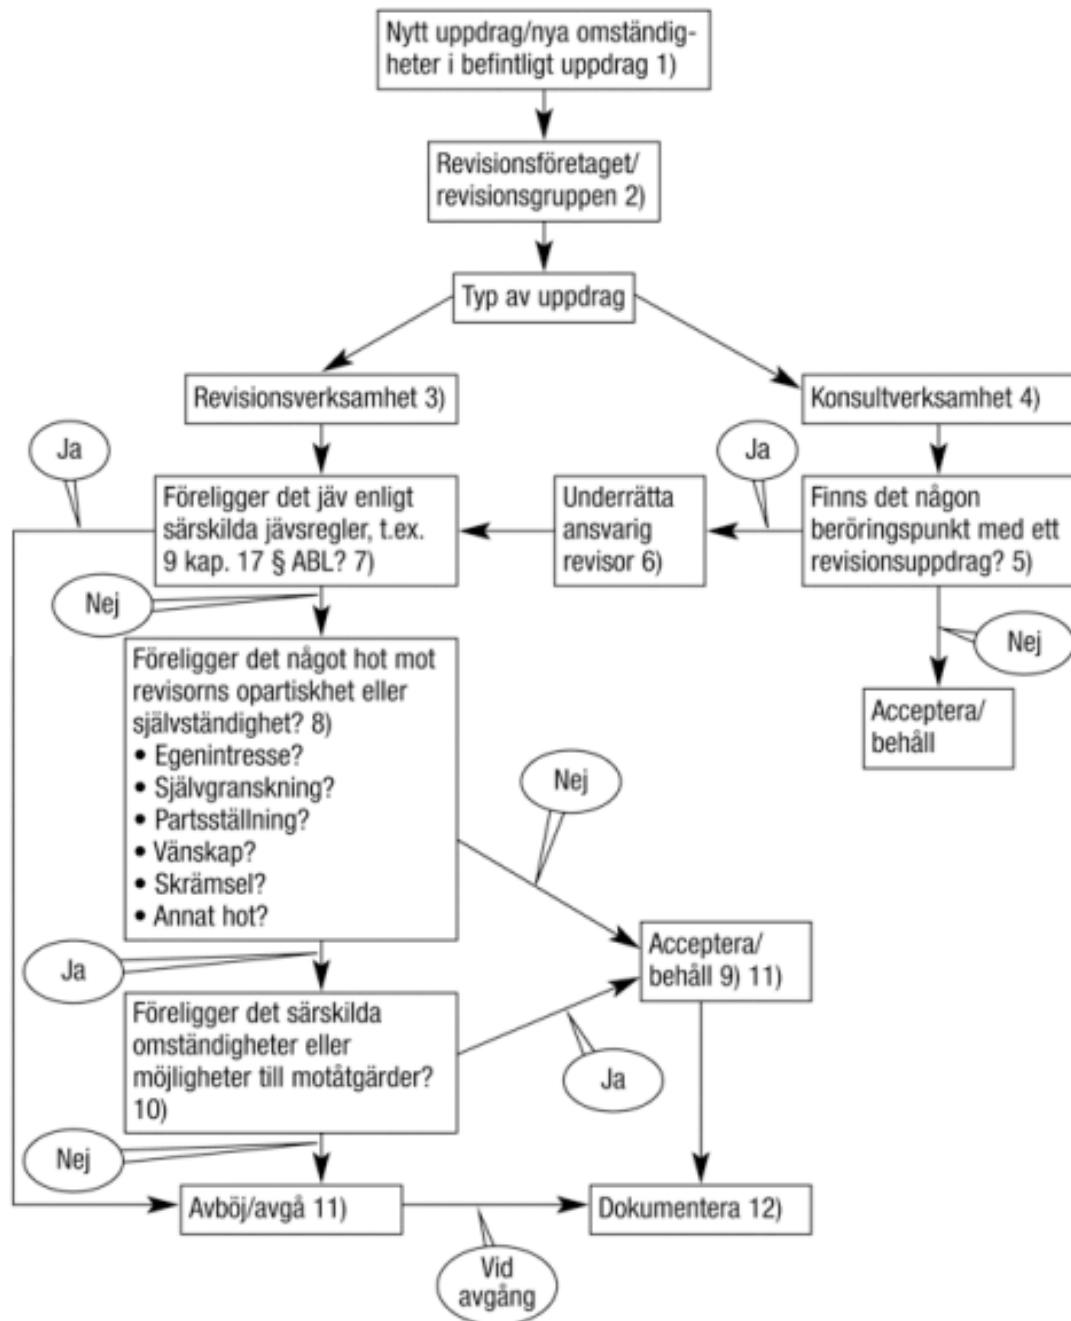 Nytt uppdrag/nya omständig-
heter i befintligt uppdrag 1)
Revisionsföretaget/
revisionsgruppen 2)
Typ av uppdrag
Revisionsverksamhet 3)
Konsultverksamhet 4)
Ja
Ja
Föreligger det jäv enligt
särskilda jävsregler, t.ex.
9 kap. 17 § ABL? 7)
Underrätta
ansvarig
revisor 6)
Finns det någon
beröringspunkt med ett
revisionsuppdrag? 5)
Nej
Nej
Föreligger det något hot mot
revisorns opartiskhet eller
självständighet? 8)
• Egenintresse?
• Självgranskning?
• Partsställning?
• Vänskap?
• Skrämsel?
• Annat hot?
Acceptera/
behåll
Nej
Ja
Acceptera/
behåll 9) 11)
Föreligger det särskilda
omständigheter eller
möjligheter till motåtgärder?
10)
Ja
Nej
Avböj/avgå 11)
Dokumentera 12)
Vid
avgång